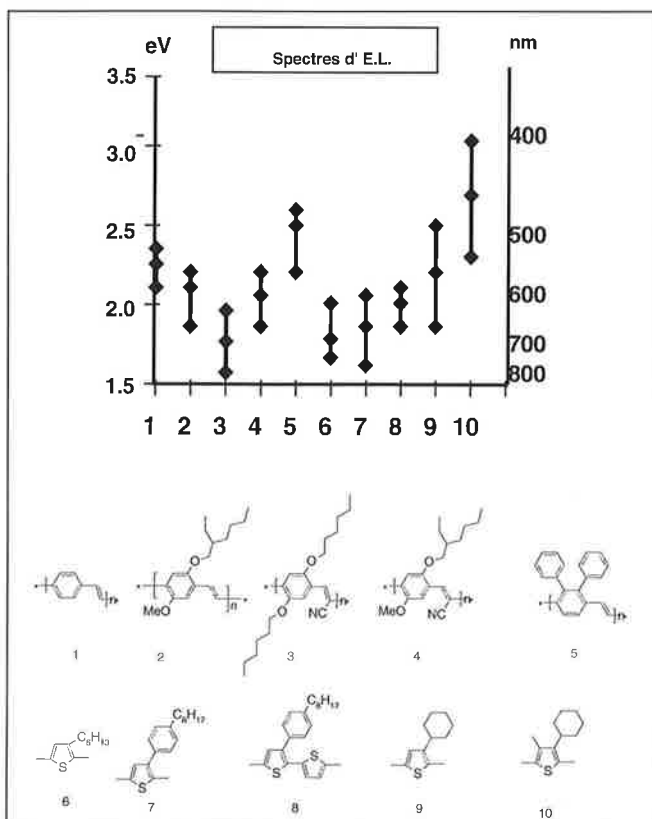 eV
nm
Spectres d' E.L.
3.5
3.0
2.5
2.0
1.5
400
500
600
700
800
1 2 3 4 5 6 7 8 9 10
n
O
MeO
n
O
O
NC
n
O
MeO
NC
n
n
1 2 3 4 5
S
S
C₈H₁₇
S
S
C₈H₁₇
S
S
6 7 8 9 10